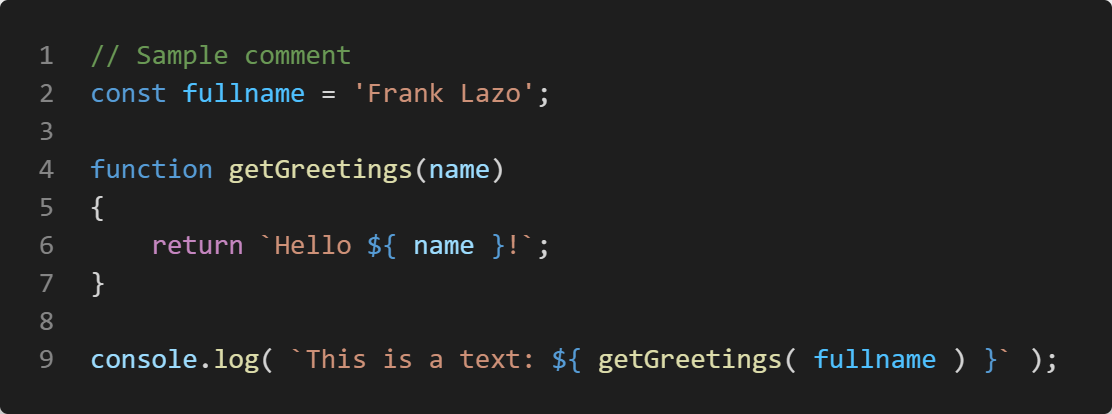 1 // Sample comment
2 const fullname = 'Frank Lazo';
3
4 function getGreetings(name)
5 {
6     return `Hello ${ name }!`;
7 }
8
9 console.log( `This is a text: ${ getGreetings( fullname ) }` );